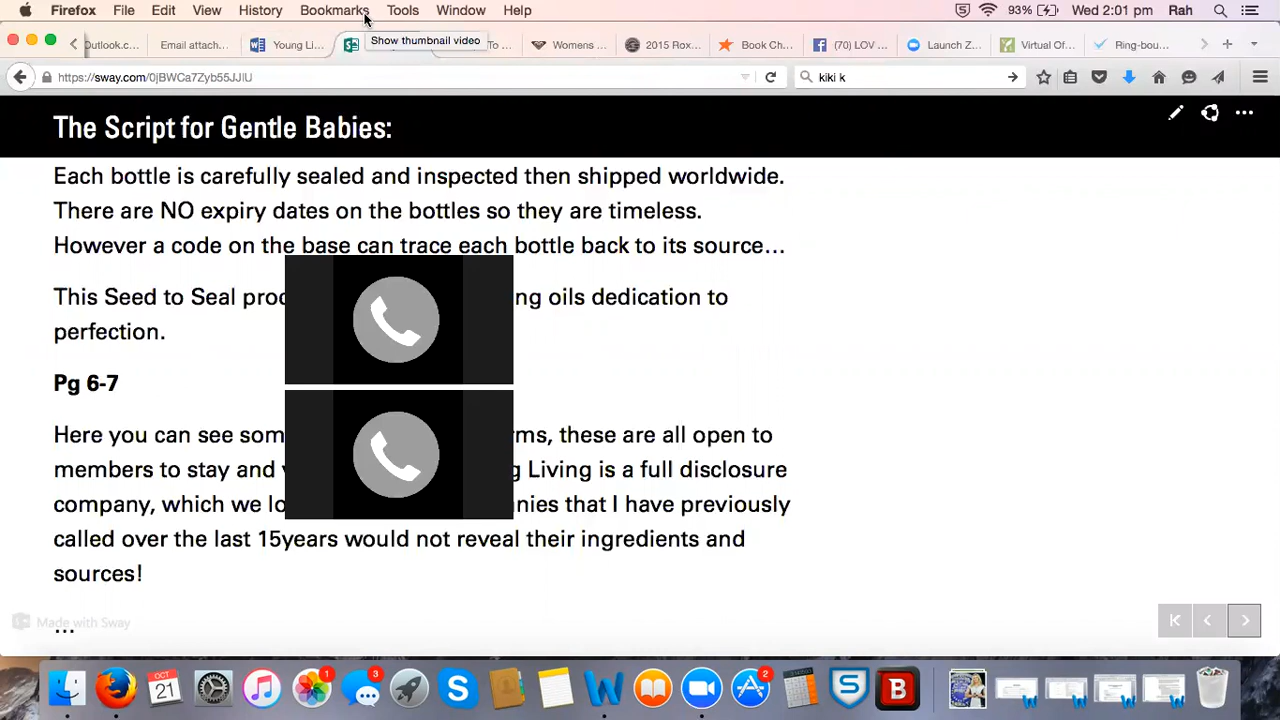 Firefox File Edit View History Bookmarks Tools Window Help 93% Wed 2:01 pm Rah
Show thumbnail video
Outlook.c... Email attach... Young Li... To ... Womens ... 2015 Rox... Book Ch... (70) LOV ... Launch Z... Virtual Of... Ring-bou...
https://sway.com/0jBWCa7Zyb55JJlU kiki k
The Script for Gentle Babies:
Each bottle is carefully sealed and inspected then shipped worldwide.
There are NO expiry dates on the bottles so they are timeless.
However a code on the base can trace each bottle back to its source...
This Seed to Seal proc ng oils dedication to
perfection.
Pg 6-7
Here you can see som rms, these are all open to
members to stay and g Living is a full disclosure
company, which we lo nies that I have previously
called over the last 15years would not reveal their ingredients and
sources!
...
Made with Sway
OCT
21
1
3
2